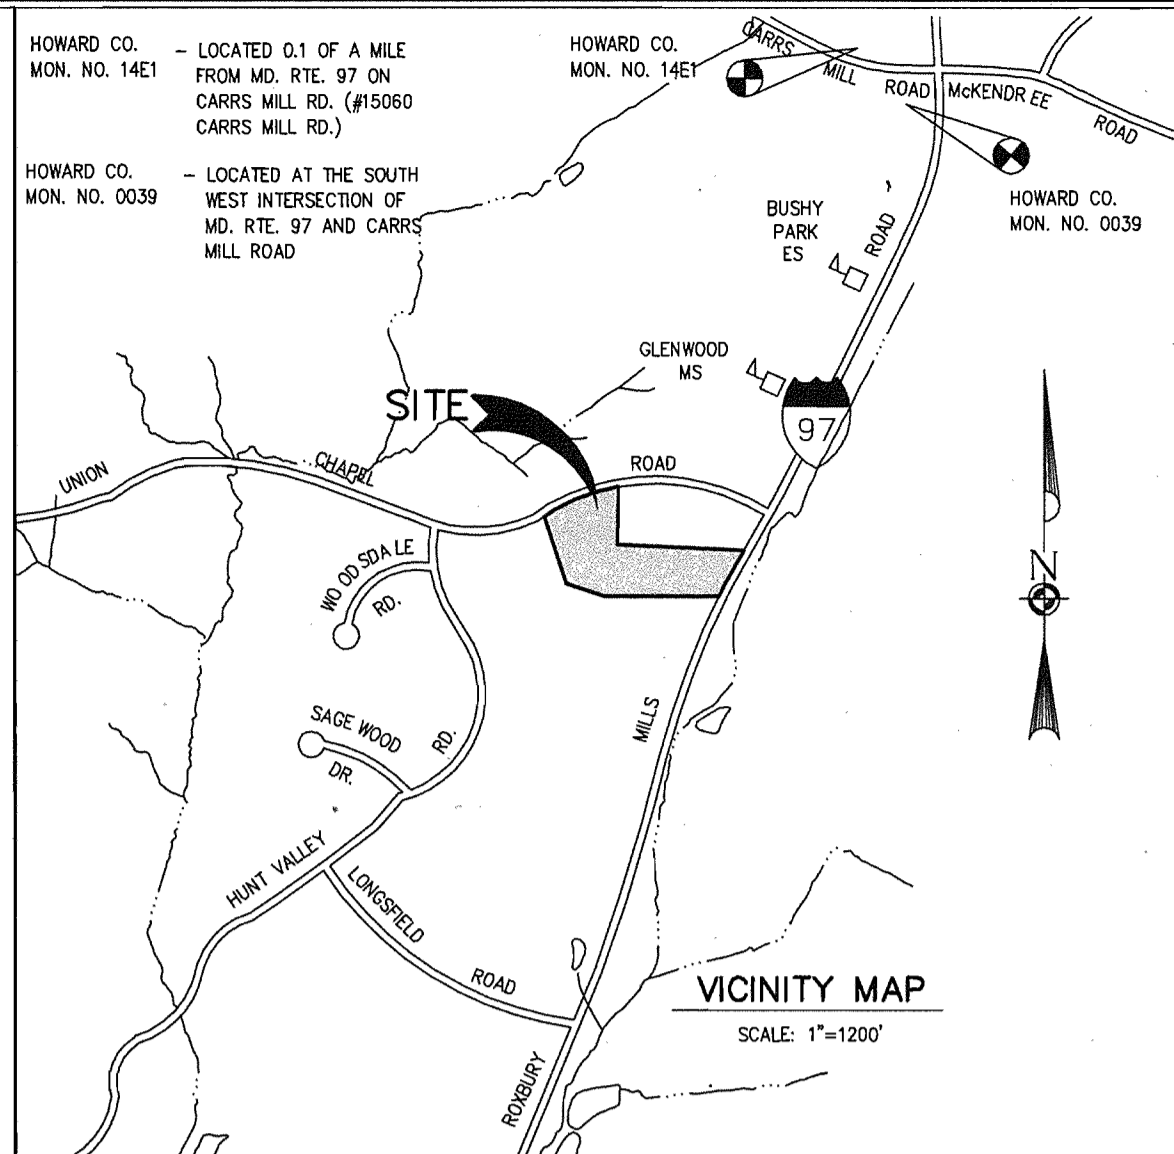 HOWARD CO.
MON. NO. 14E1
- LOCATED 0.1 OF A MILE
FROM MD. RTE. 97 ON
CARRS MILL RD. (#15060
CARRS MILL RD.)
HOWARD CO.
MON. NO. 0039
- LOCATED AT THE SOUTH
WEST INTERSECTION OF
MD. RTE. 97 AND CARRS
MILL ROAD
HOWARD CO.
MON. NO. 14E1
CARRS MILL ROAD
McKENDREE ROAD
HOWARD CO.
MON. NO. 0039
BUSHY
PARK
ES
ROAD
GLENWOOD
MS
97
SITE
UNION CHAPEL ROAD
WOODSDALE
RD.
N
SAGE WOOD
DR.
RD.
MILLS
HUNT VALLEY
LONGSFIELD ROAD
VICINITY MAP
SCALE: 1"=1200'
ROXBURY